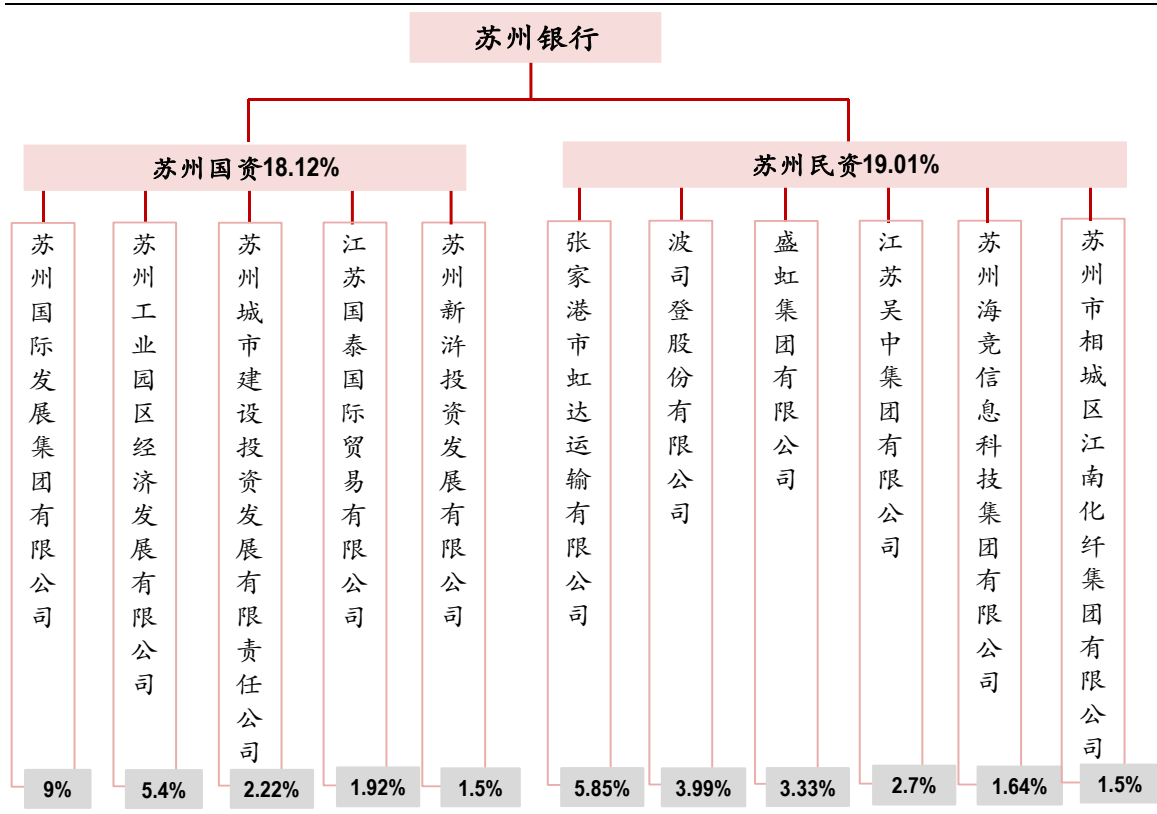 苏州银行
苏州国资18.12%
苏州民资19.01%
苏州国际发展集团有限公司
苏州工业园区经济发展有限公司
苏州城市建设投资发展有限责任公司
江苏国泰国际贸易有限公司
苏州新浒投资发展有限公司
张家港市虹达运输有限公司
波司登股份有限公司
盛虹集团有限公司
江苏吴中集团有限公司
苏州海竞信息科技集团有限公司
苏州市相城区江南化纤集团有限公司
9%
5.4%
2.22%
1.92%
1.5%
5.85%
3.99%
3.33%
2.7%
1.64%
1.5%